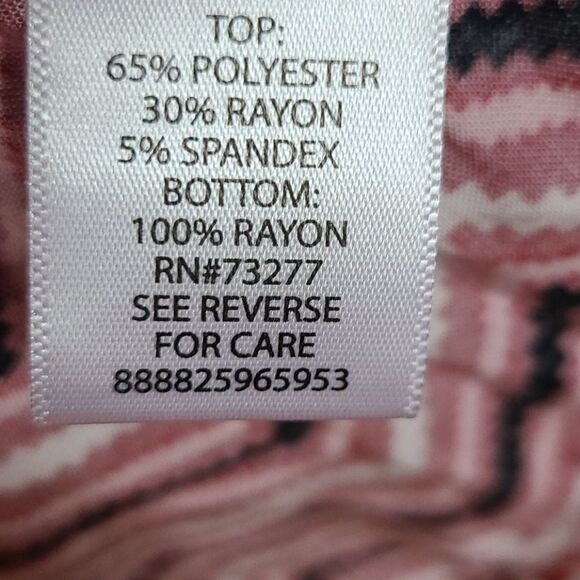 TOP:
65% POLYESTER
30% RAYON
5% SPANDEX
BOTTOM:
100% RAYON
RN#73277
SEE REVERSE
FOR CARE
888825965953